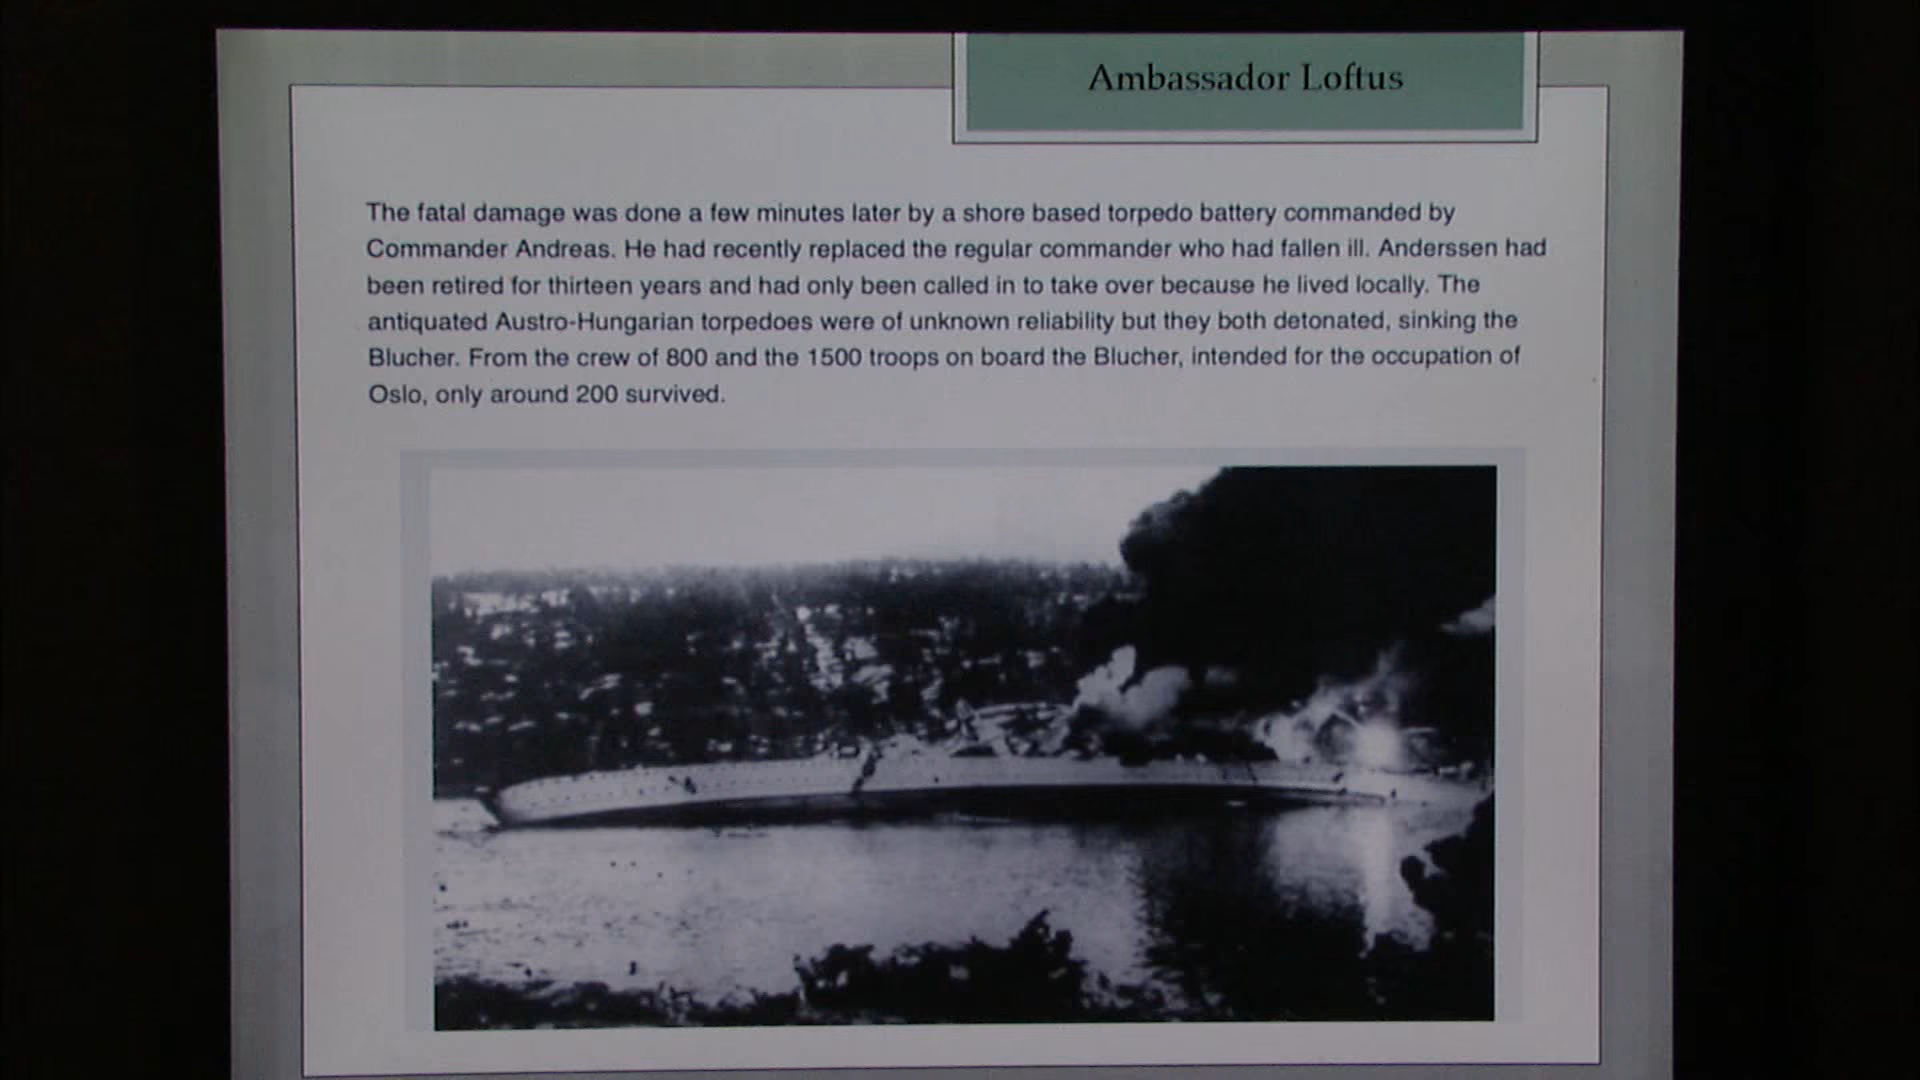 Ambassador Loftus
The fatal damage was done a few minutes later by a shore based torpedo battery commanded by
Commander Andreas. He had recently replaced the regular commander who had fallen ill. Anderssen had
been retired for thirteen years and had only been called in to take over because he lived locally. The
antiquated Austro-Hungarian torpedoes were of unknown reliability but they both detonated, sinking the
Blucher. From the crew of 800 and the 1500 troops on board the Blucher, intended for the occupation of
Oslo, only around 200 survived.